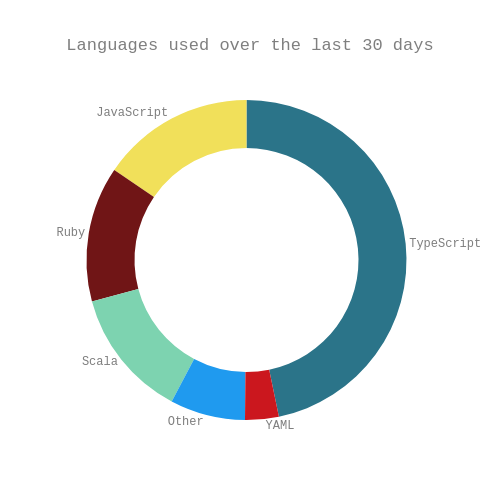 Languages used over the last 30 days
JavaScript
Ruby
TypeScript
Scala
Other
YAML